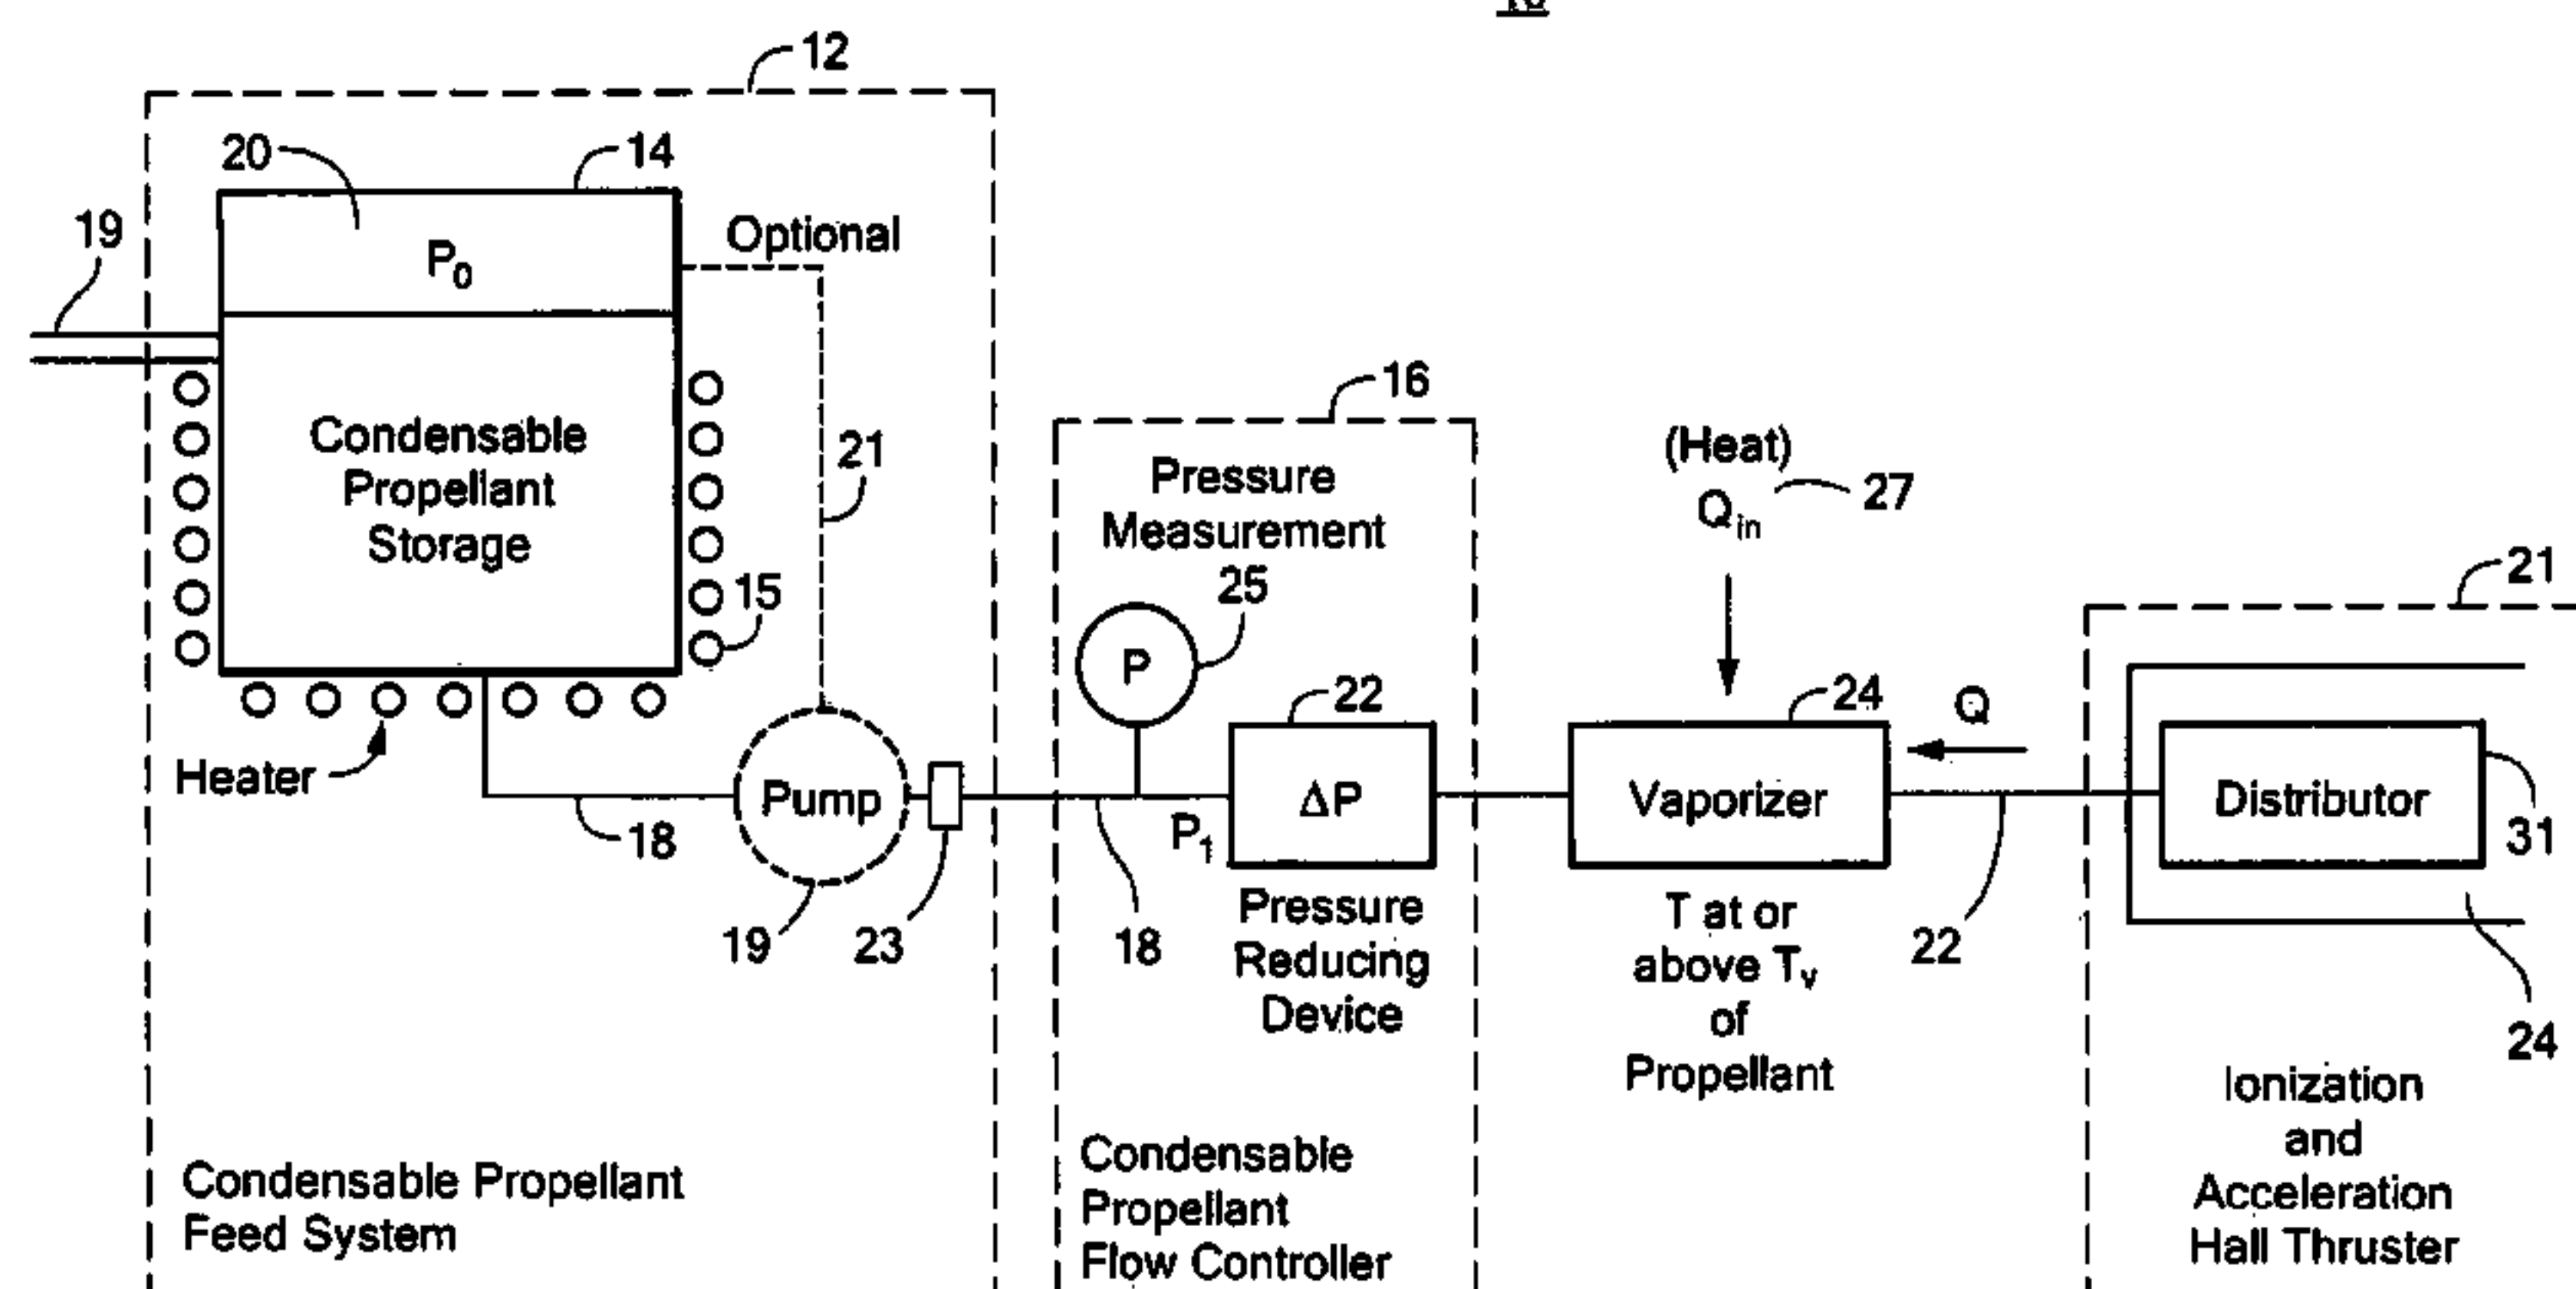 12
20
14
19
Optional
P0
Condensable
Propellant
Storage
21
15
Heater
Pump
18
19
23
Condensable Propellant
Feed System
16
Pressure
Measurement
25
P
22
ΔP
P1
18
Pressure
Reducing
Device
Condensable
Propellant
Flow Controller
(Heat)
Qin
27
24
Vaporizer
Q
T at or
above Tv
of
Propellant
22
21
Distributor
31
24
Ionization
and
Acceleration
Hall Thruster